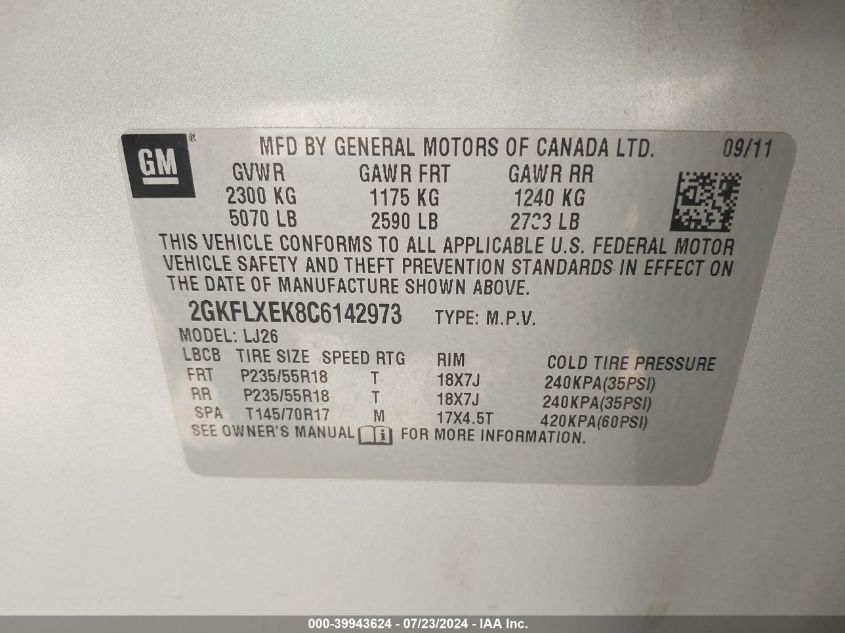 GM ® MFD BY GENERAL MOTORS OF CANADA LTD. 09/11
GVWR GAWR FRT GAWR RR
2300 KG 1175 KG 1240 KG
5070 LB 2590 LB 2733 LB
THIS VEHICLE CONFORMS TO ALL APPLICABLE U.S. FEDERAL MOTOR
VEHICLE SAFETY AND THEFT PREVENTION STANDARDS IN EFFECT ON
THE DATE OF MANUFACTURE SHOWN ABOVE.
2GKFLXEK8C6142973 TYPE: M.P.V.
MODEL: LJ26
LBCB TIRE SIZE SPEED RTG RIM COLD TIRE PRESSURE
FRT P235/55R18 T 18X7J 240KPA(35PSI)
RR P235/55R18 T 18X7J 240KPA(35PSI)
SPA T145/70R17 M 17X4.5T 420KPA(60PSI)
SEE OWNER'S MANUAL i FOR MORE INFORMATION.
000-39943624 - 07/23/2024 - IAA Inc.